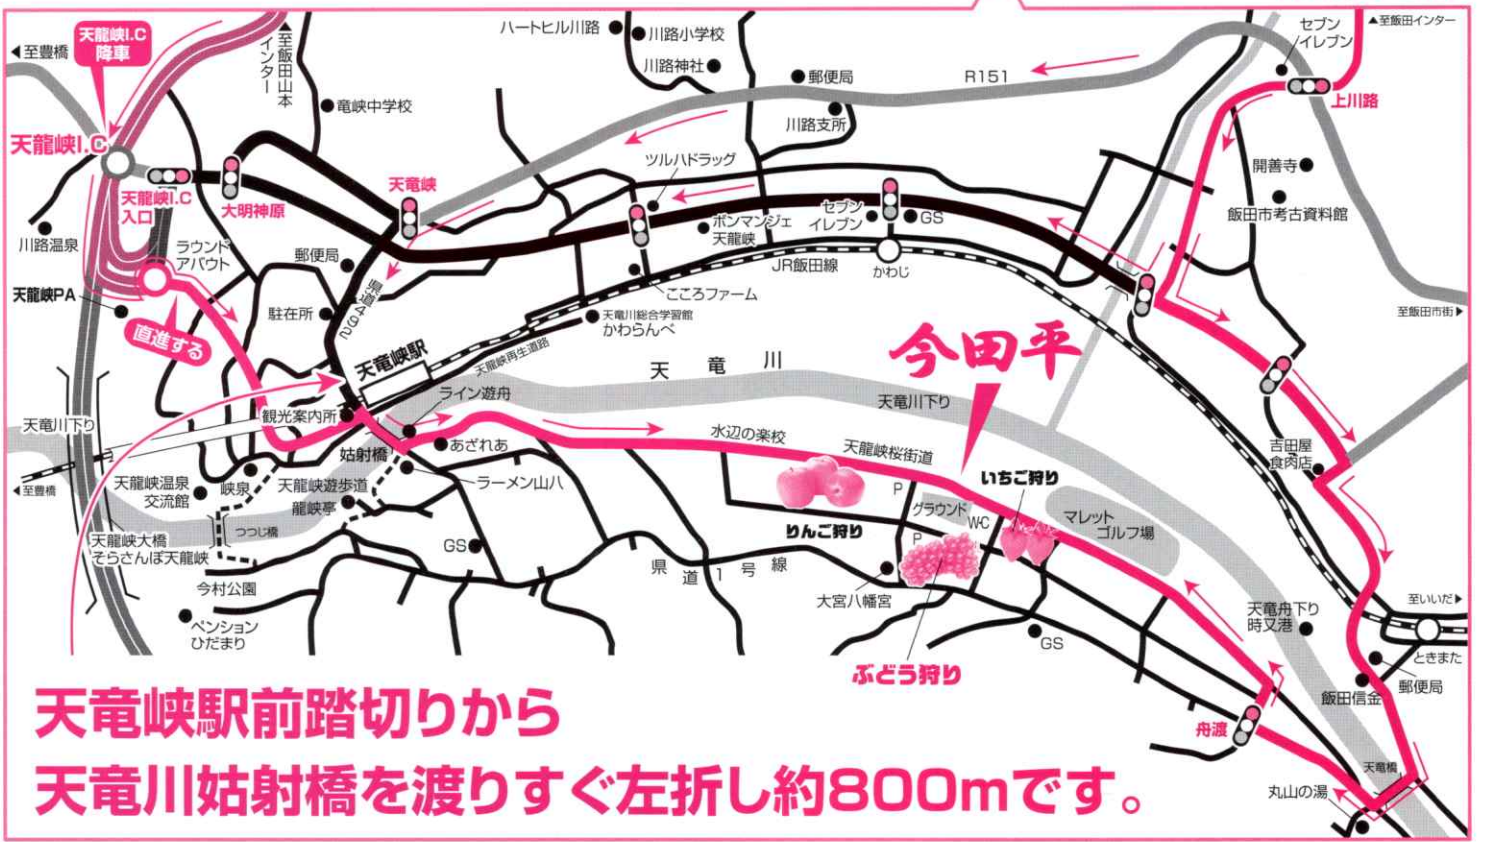 天龍峡I.C
降車
◀至豊橋
▲至飯田山本
インター
ハートヒル川路
川路小学校
川路神社
郵便局
川路支所
R151
セブン
イレブン
▲至飯田インター
上川路
竜峡中学校
天龍峡I.C
天龍峡I.C
入口
大明神原
天竜峡
ツルハドラッグ
ボンマンジェ
天龍峡
セブン
イレブン
GS
開善寺
飯田市考古資料館
川路温泉
ラウンド
アバウト
郵便局
県道492
JR飯田線
かわじ
こころファーム
天龍峡PA
駐在所
天竜川総合学習館
かわらんべ
至飯田市街▶
直進する
天竜峡駅
天龍峡再生道路
今田平
天竜川
天竜川下り
ライン遊舟
天竜川下り
観光案内所
姑射橋
あざれあ
水辺の楽校
天龍峡桜街道
吉田屋
食肉店
◀至豊橋
天龍峡温泉
交流館
峡泉
天龍峡遊歩道
龍峡亭
ラーメン山八
りんご狩り
P
グラウンド
W・C
P
いちご狩り
マレット
ゴルフ場
つつじ橋
天龍峡大橋
そらさんぽ天龍峡
GS
県道1号線
今村公園
大宮八幡宮
天竜舟下り
時又港
至いいだ▶
ペンション
ひだまり
GS
ときまた
ぶどう狩り
飯田信金
郵便局
舟渡
天竜橋
丸山の湯
天竜峡駅前踏切りから
天竜川姑射橋を渡りすぐ左折し約800mです。